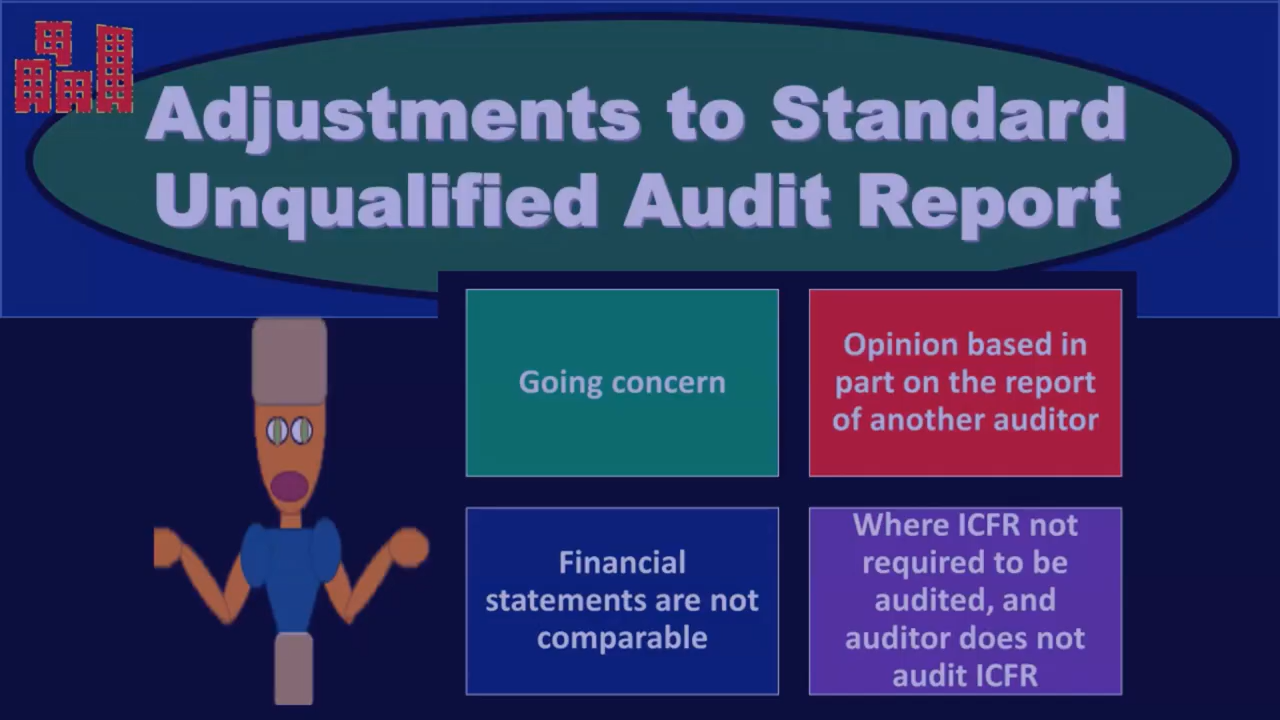 Adjustments to Standard
Unqualified Audit Report
Going concern
Opinion based in
part on the report
of another auditor
Financial
statements are not
comparable
Where ICFR not
required to be
audited, and
auditor does not
audit ICFR